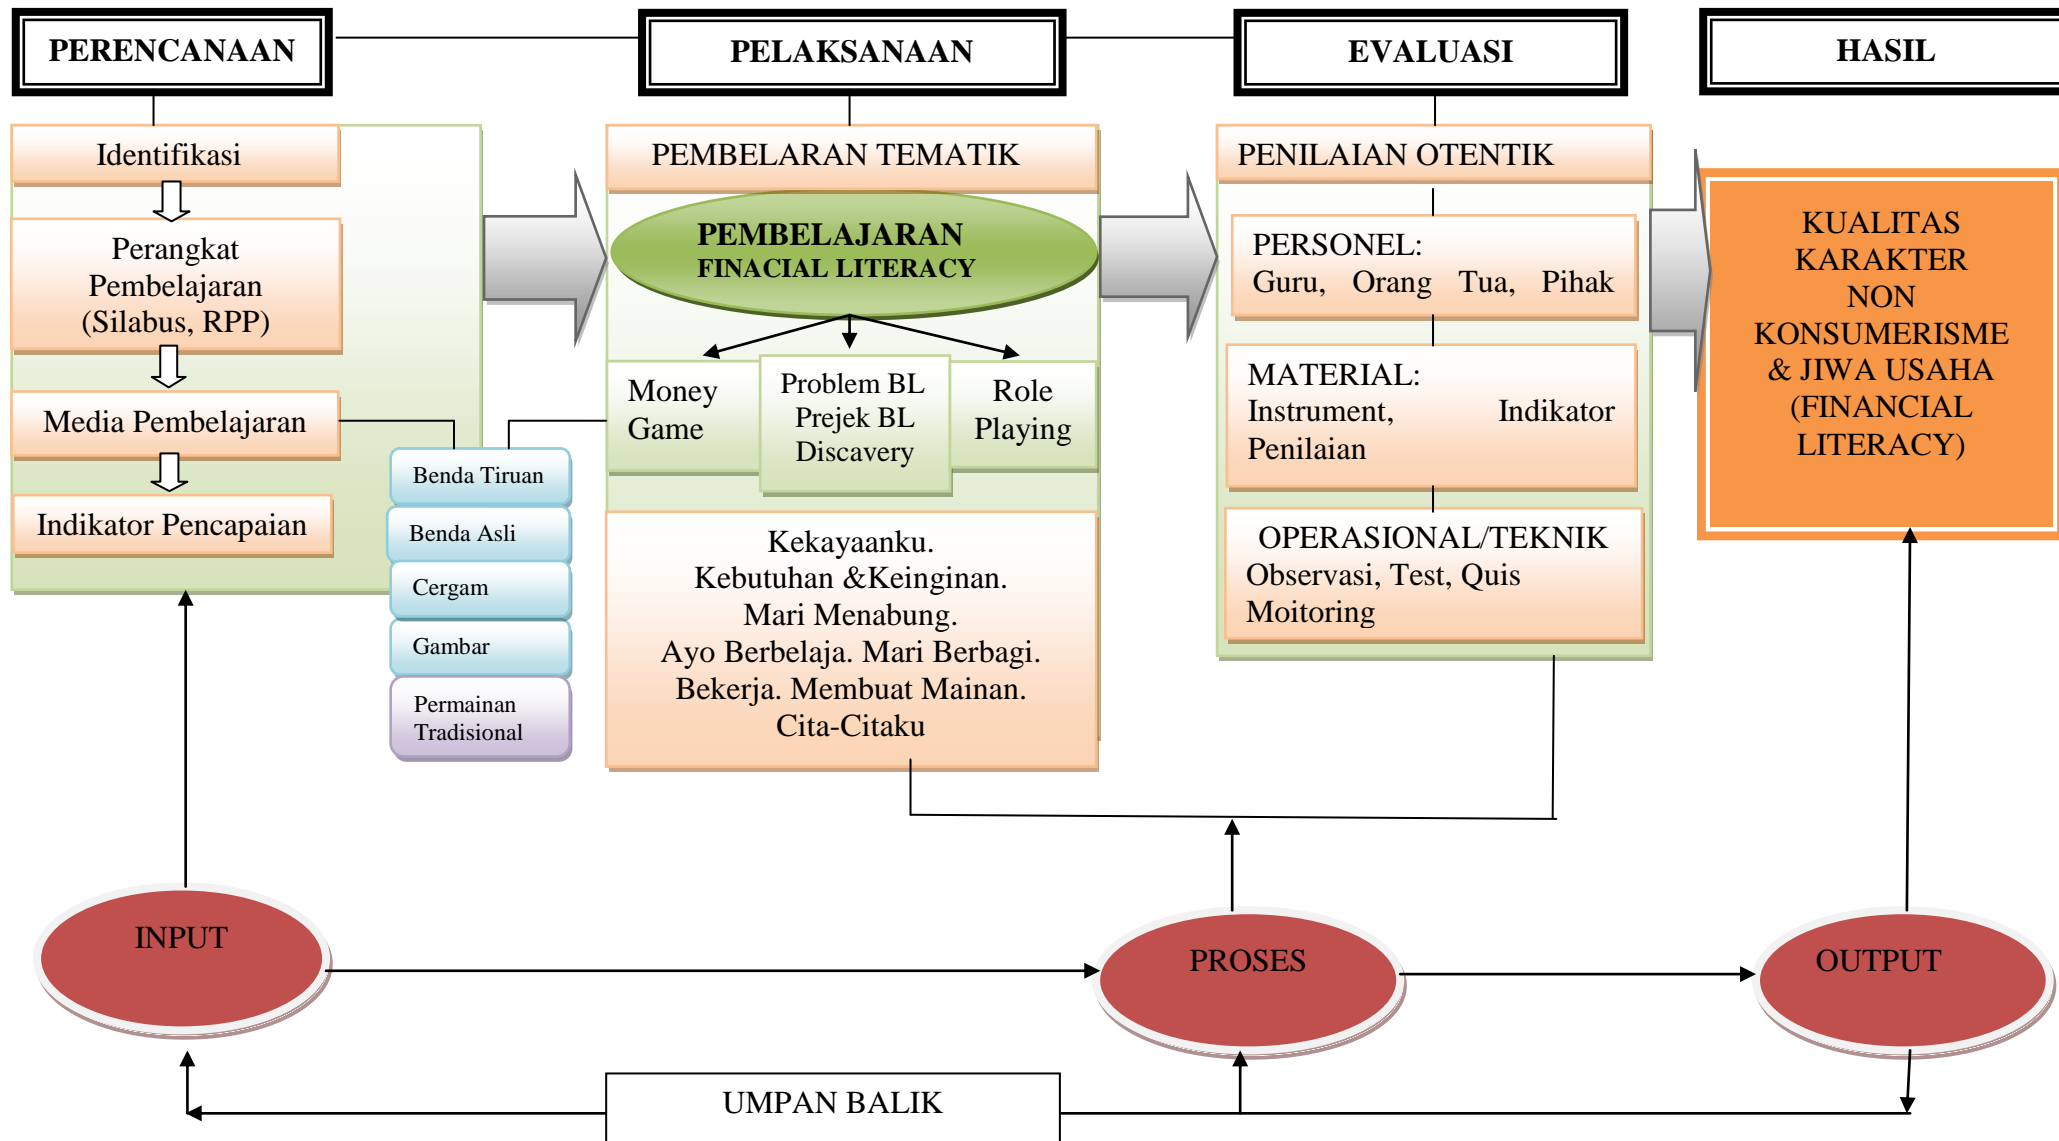 PERENCANAAN
PELAKSANAAN
EVALUASI
HASIL
Identifikasi
Perangkat
Pembelajaran
(Silabus, RPP)
Media Pembelajaran
Indikator Pencapaian
Benda Tiruan
Benda Asli
Cergam
Gambar
Permainan
Tradisional
PEMBELARAN TEMATIK
PEMBELAJARAN
FINACIAL LITERACY
Money
Game
Problem BL
Prejek BL
Discavery
Role
Playing
Kekayaanku.
Kebutuhan &Keinginan.
Mari Menabung.
Ayo Berbelaja. Mari Berbagi.
Bekerja. Membuat Mainan.
Cita-Citaku
PENILAIAN OTENTIK
PERSONEL:
Guru, Orang Tua, Pihak
MATERIAL:
Instrument, Indikator
Penilaian
OPERASIONAL/TEKNIK
Observasi, Test, Quis
Moitoring
KUALITAS
KARAKTER
NON
KONSUMERISME
& JIWA USAHA
(FINANCIAL
LITERACY)
INPUT
PROSES
OUTPUT
UMPAN BALIK